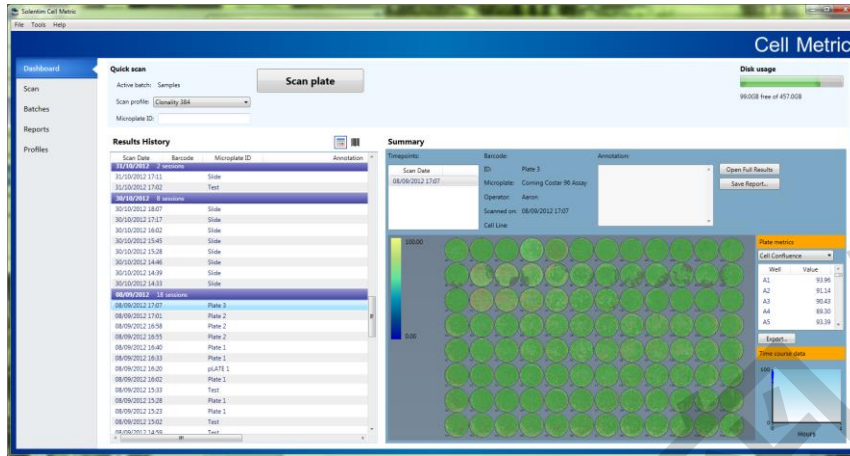 Solentim Cell Metric
File Tools Help
Cell Metric
Dashboard
Scan
Batches
Reports
Profiles
Quick scan
Active batch: Samples
Scan profile: Clonality 384
Microplate ID:
Scan plate
Disk usage
99.0GB free of 457.0GB
Results History
Scan Date Barcode Microplate ID Annotation
31/10/2012 2 sessions
31/10/2012 17:11 Slide
31/10/2012 17:02 Test
30/10/2012 8 sessions
30/10/2012 18:07 Slide
30/10/2012 17:17 Slide
30/10/2012 16:02 Slide
30/10/2012 15:45 Slide
30/10/2012 15:28 Slide
30/10/2012 14:46 Slide
30/10/2012 14:39 Slide
30/10/2012 14:33 Slide
08/09/2012 18 sessions
08/09/2012 17:07 Plate 3
08/09/2012 17:01 Plate 2
08/09/2012 16:58 Plate 2
08/09/2012 16:55 Plate 2
08/09/2012 16:40 Plate 1
08/09/2012 16:33 Plate 1
08/09/2012 16:20 pLATE 1
08/09/2012 16:02 Plate 1
08/09/2012 15:33 Test
08/09/2012 15:28 Plate 1
08/09/2012 15:23 Plate 1
08/09/2012 15:02 Test
08/09/2012 14:59 Test
Summary
Timepoints:
Scan Date
08/09/2012 17:07
Barcode:
ID: Plate 3
Microplate: Corning Costar 96 Assay
Operator: Aaron
Scanned on: 08/09/2012 17:07
Cell Line:
Annotation:
Open Full Results
Save Report...
100.00
0.00
Plate metrics
Cell Confluence
Well Value
A1 93.96
A2 91.14
A3 90.43
A4 89.30
A5 93.39
Export...
Time course data
100
Hours